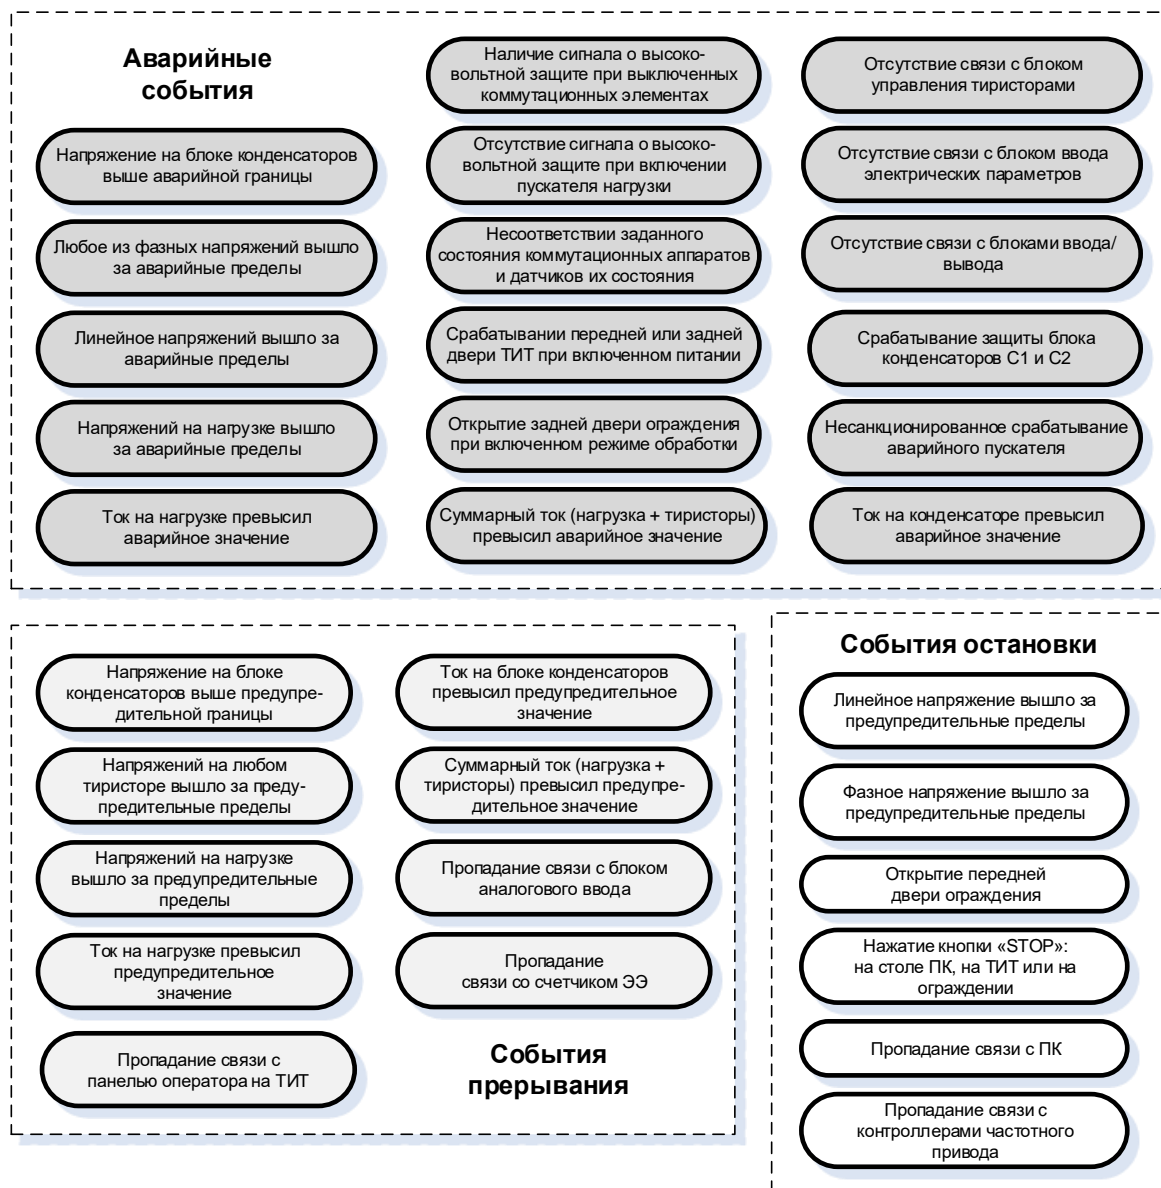 Аварийные
события
Напряжение на блоке конденсаторов
выше аварийной границы
Любое из фазных напряжений вышло
за аварийные пределы
Линейное напряжений вышло за
аварийные пределы
Напряжений на нагрузке вышло
за аварийные пределы
Ток на нагрузке превысил
аварийное значение
Наличие сигнала о высоко-
вольтной защите при выключенных
коммутационных элементах
Отсутствие сигнала о высоко-
вольтной защите при включении
пускателя нагрузки
Несоответствии заданного
состояния коммутационных аппаратов
и датчиков их состояния
Срабатывании передней или задней
двери ТИТ при включенном питании
Открытие задней двери ограждения
при включенном режиме обработки
Суммарный ток (нагрузка + тиристоры)
превысил аварийное значение
Отсутствие связи с блоком
управления тиристорами
Отсутствие связи с блоком ввода
электрических параметров
Отсутствие связи с блоками ввода/
вывода
Срабатывание защиты блока
конденсаторов С1 и С2
Несанкционированное срабатывание
аварийного пускателя
Ток на конденсаторе превысил
аварийное значение
Напряжение на блоке
конденсаторов выше предупре-
дительной границы
Напряжений на любом
тиристоре вышло за преду-
предительные пределы
Напряжений на нагрузке
вышло за предупредительные
пределы
Ток на нагрузке превысил
предупредительное
значение
Пропадание связи с
панелью оператора на ТИТ
Ток на блоке конденсаторов
превысил предупредительное
значение
Суммарный ток (нагрузка +
тиристоры) превысил предупре-
дительное значение
Пропадание связи с блоком
аналогового ввода
Пропадание
связи со счетчиком ЭЭ
События
прерывания
События остановки
Линейное напряжение вышло за
предупредительные пределы
Фазное напряжение вышло за
предупредительные пределы
Открытие передней
двери ограждения
Нажатие кнопки «STOP»:
на столе ПК, на ТИТ или на
ограждении
Пропадание связи с ПК
Пропадание связи с
контроллерами частотного
привода